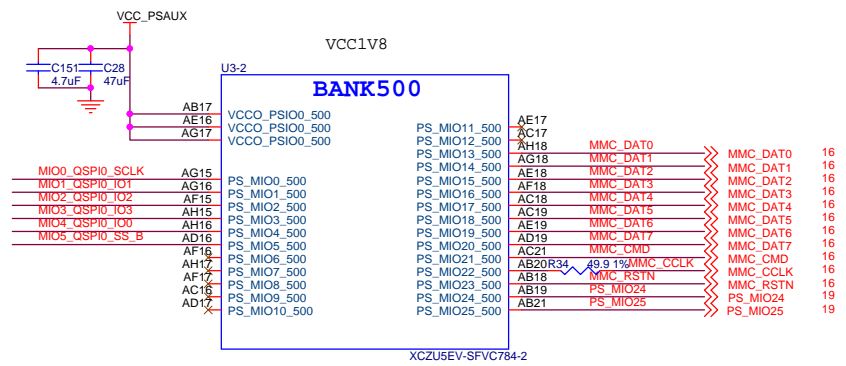 VCC_PSAUX
VCC1V8
C151 C28
4.7uF 47uF
U3-2
BANK500
AB17 VCCO_PSIO0_500
AE16 VCCO_PSIO0_500
AG17 VCCO_PSIO0_500
MIO0_QSPI0_SCLK AG15 PS_MIO0_500
MIO1_QSPI0_IO1 AG16 PS_MIO1_500
MIO2_QSPI0_IO2 AF15 PS_MIO2_500
MIO3_QSPI0_IO3 AH15 PS_MIO3_500
MIO4_QSPI0_IO0 AH16 PS_MIO4_500
MIO5_QSPI0_SS_B AD16 PS_MIO5_500
AF16 PS_MIO6_500
AH17 PS_MIO7_500
AF17 PS_MIO8_500
AC16 PS_MIO9_500
AD17 PS_MIO10_500
PS_MIO11_500 AE17
PS_MIO12_500 AC17
PS_MIO13_500 AH18 MMC_DAT0 MMC_DAT0 16
PS_MIO14_500 AG18 MMC_DAT1 MMC_DAT1 16
PS_MIO15_500 AE18 MMC_DAT2 MMC_DAT2 16
PS_MIO16_500 AF18 MMC_DAT3 MMC_DAT3 16
PS_MIO17_500 AC18 MMC_DAT4 MMC_DAT4 16
PS_MIO18_500 AC19 MMC_DAT5 MMC_DAT5 16
PS_MIO19_500 AE19 MMC_DAT6 MMC_DAT6 16
PS_MIO20_500 AD19 MMC_DAT7 MMC_DAT7 16
PS_MIO21_500 AC21 MMC_CMD MMC_CMD 16
PS_MIO22_500 AB20 R34 49.9 1% MMC_CCLK MMC_CCLK 16
PS_MIO23_500 AB18 MMC_RSTN MMC_RSTN 16
PS_MIO24_500 AB19 PS_MIO24 PS_MIO24 19
PS_MIO25_500 AB21 PS_MIO25 PS_MIO25 19
XCZU5EV-SFVC784-2